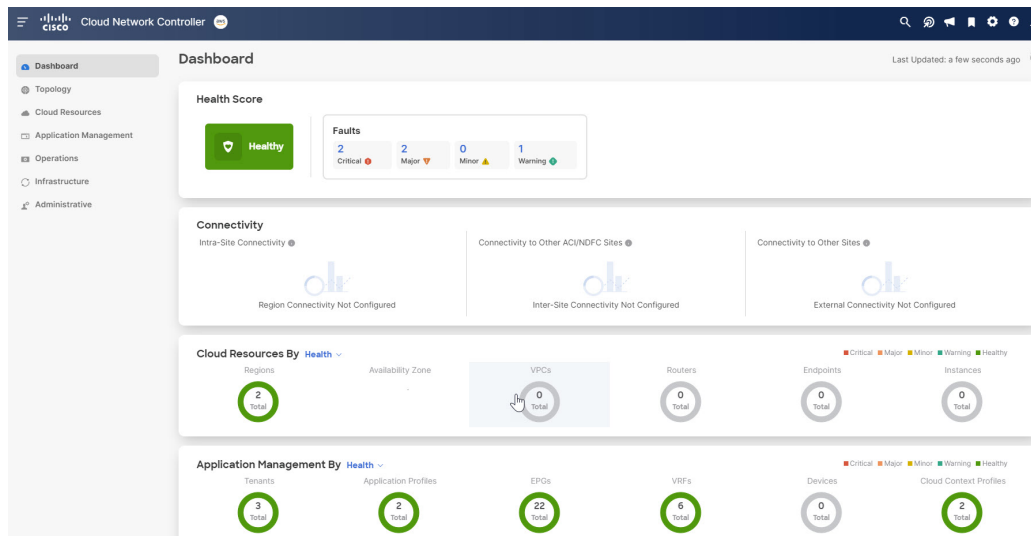 CISCO Cloud Network Controller aws
Dashboard
Topology
Cloud Resources
Application Management
Operations
Infrastructure
Administrative
Dashboard
Last Updated: a few seconds ago
Health Score
Healthy
Faults
2 2 0 1
Critical Major Minor Warning
Connectivity
Intra-Site Connectivity
Region Connectivity Not Configured
Connectivity to Other ACI/NDFC Sites
Inter-Site Connectivity Not Configured
Connectivity to Other Sites
External Connectivity Not Configured
Cloud Resources By Health
Critical Major Minor Warning Healthy
Regions Availability Zone VPCs Routers Endpoints Instances
2 - 0 0 0 0
Total Total Total Total Total
Application Management By Health
Critical Major Minor Warning Healthy
Tenants Application Profiles EPGs VRFs Devices Cloud Context Profiles
3 2 22 6 0 2
Total Total Total Total Total Total